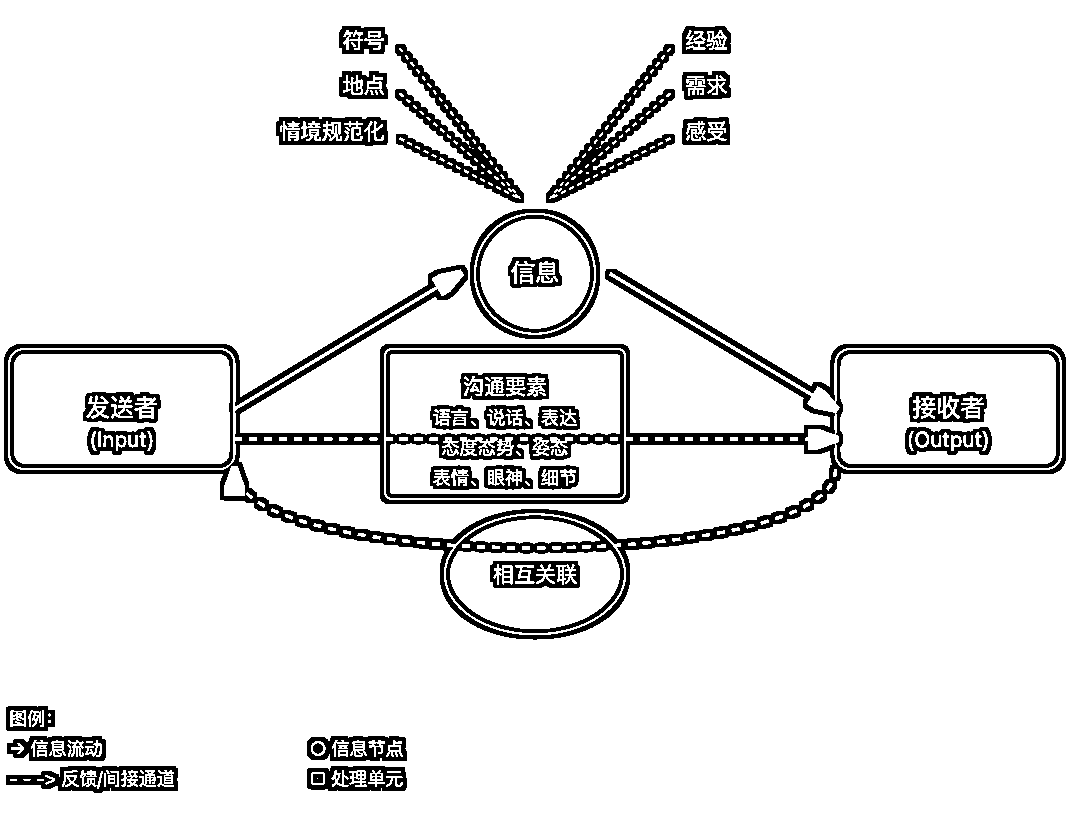 符号
地点
情境规范化
经验
需求
感受
信息
发送者
(Input)
沟通要素
语言、说话、表达
态度态势、姿态
表情、眼神、细节
接收者
(Output)
相互关联
图例：
信息流动
信息节点
反馈/间接通道
处理单元